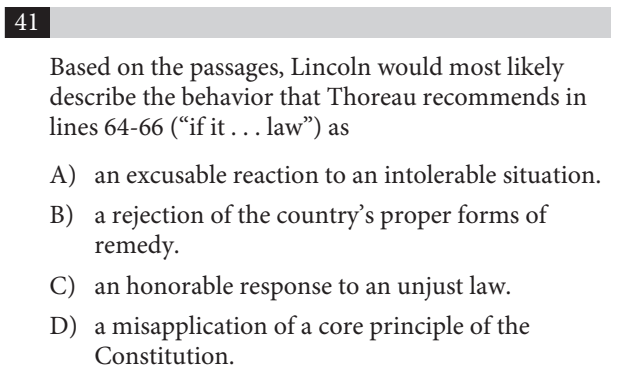 41
Based on the passages, Lincoln would most likely
describe the behavior that Thoreau recommends in
lines 64-66 (“if it . . . law”) as
A) an excusable reaction to an intolerable situation.
B) a rejection of the country’s proper forms of
remedy.
C) an honorable response to an unjust law.
D) a misapplication of a core principle of the
Constitution.